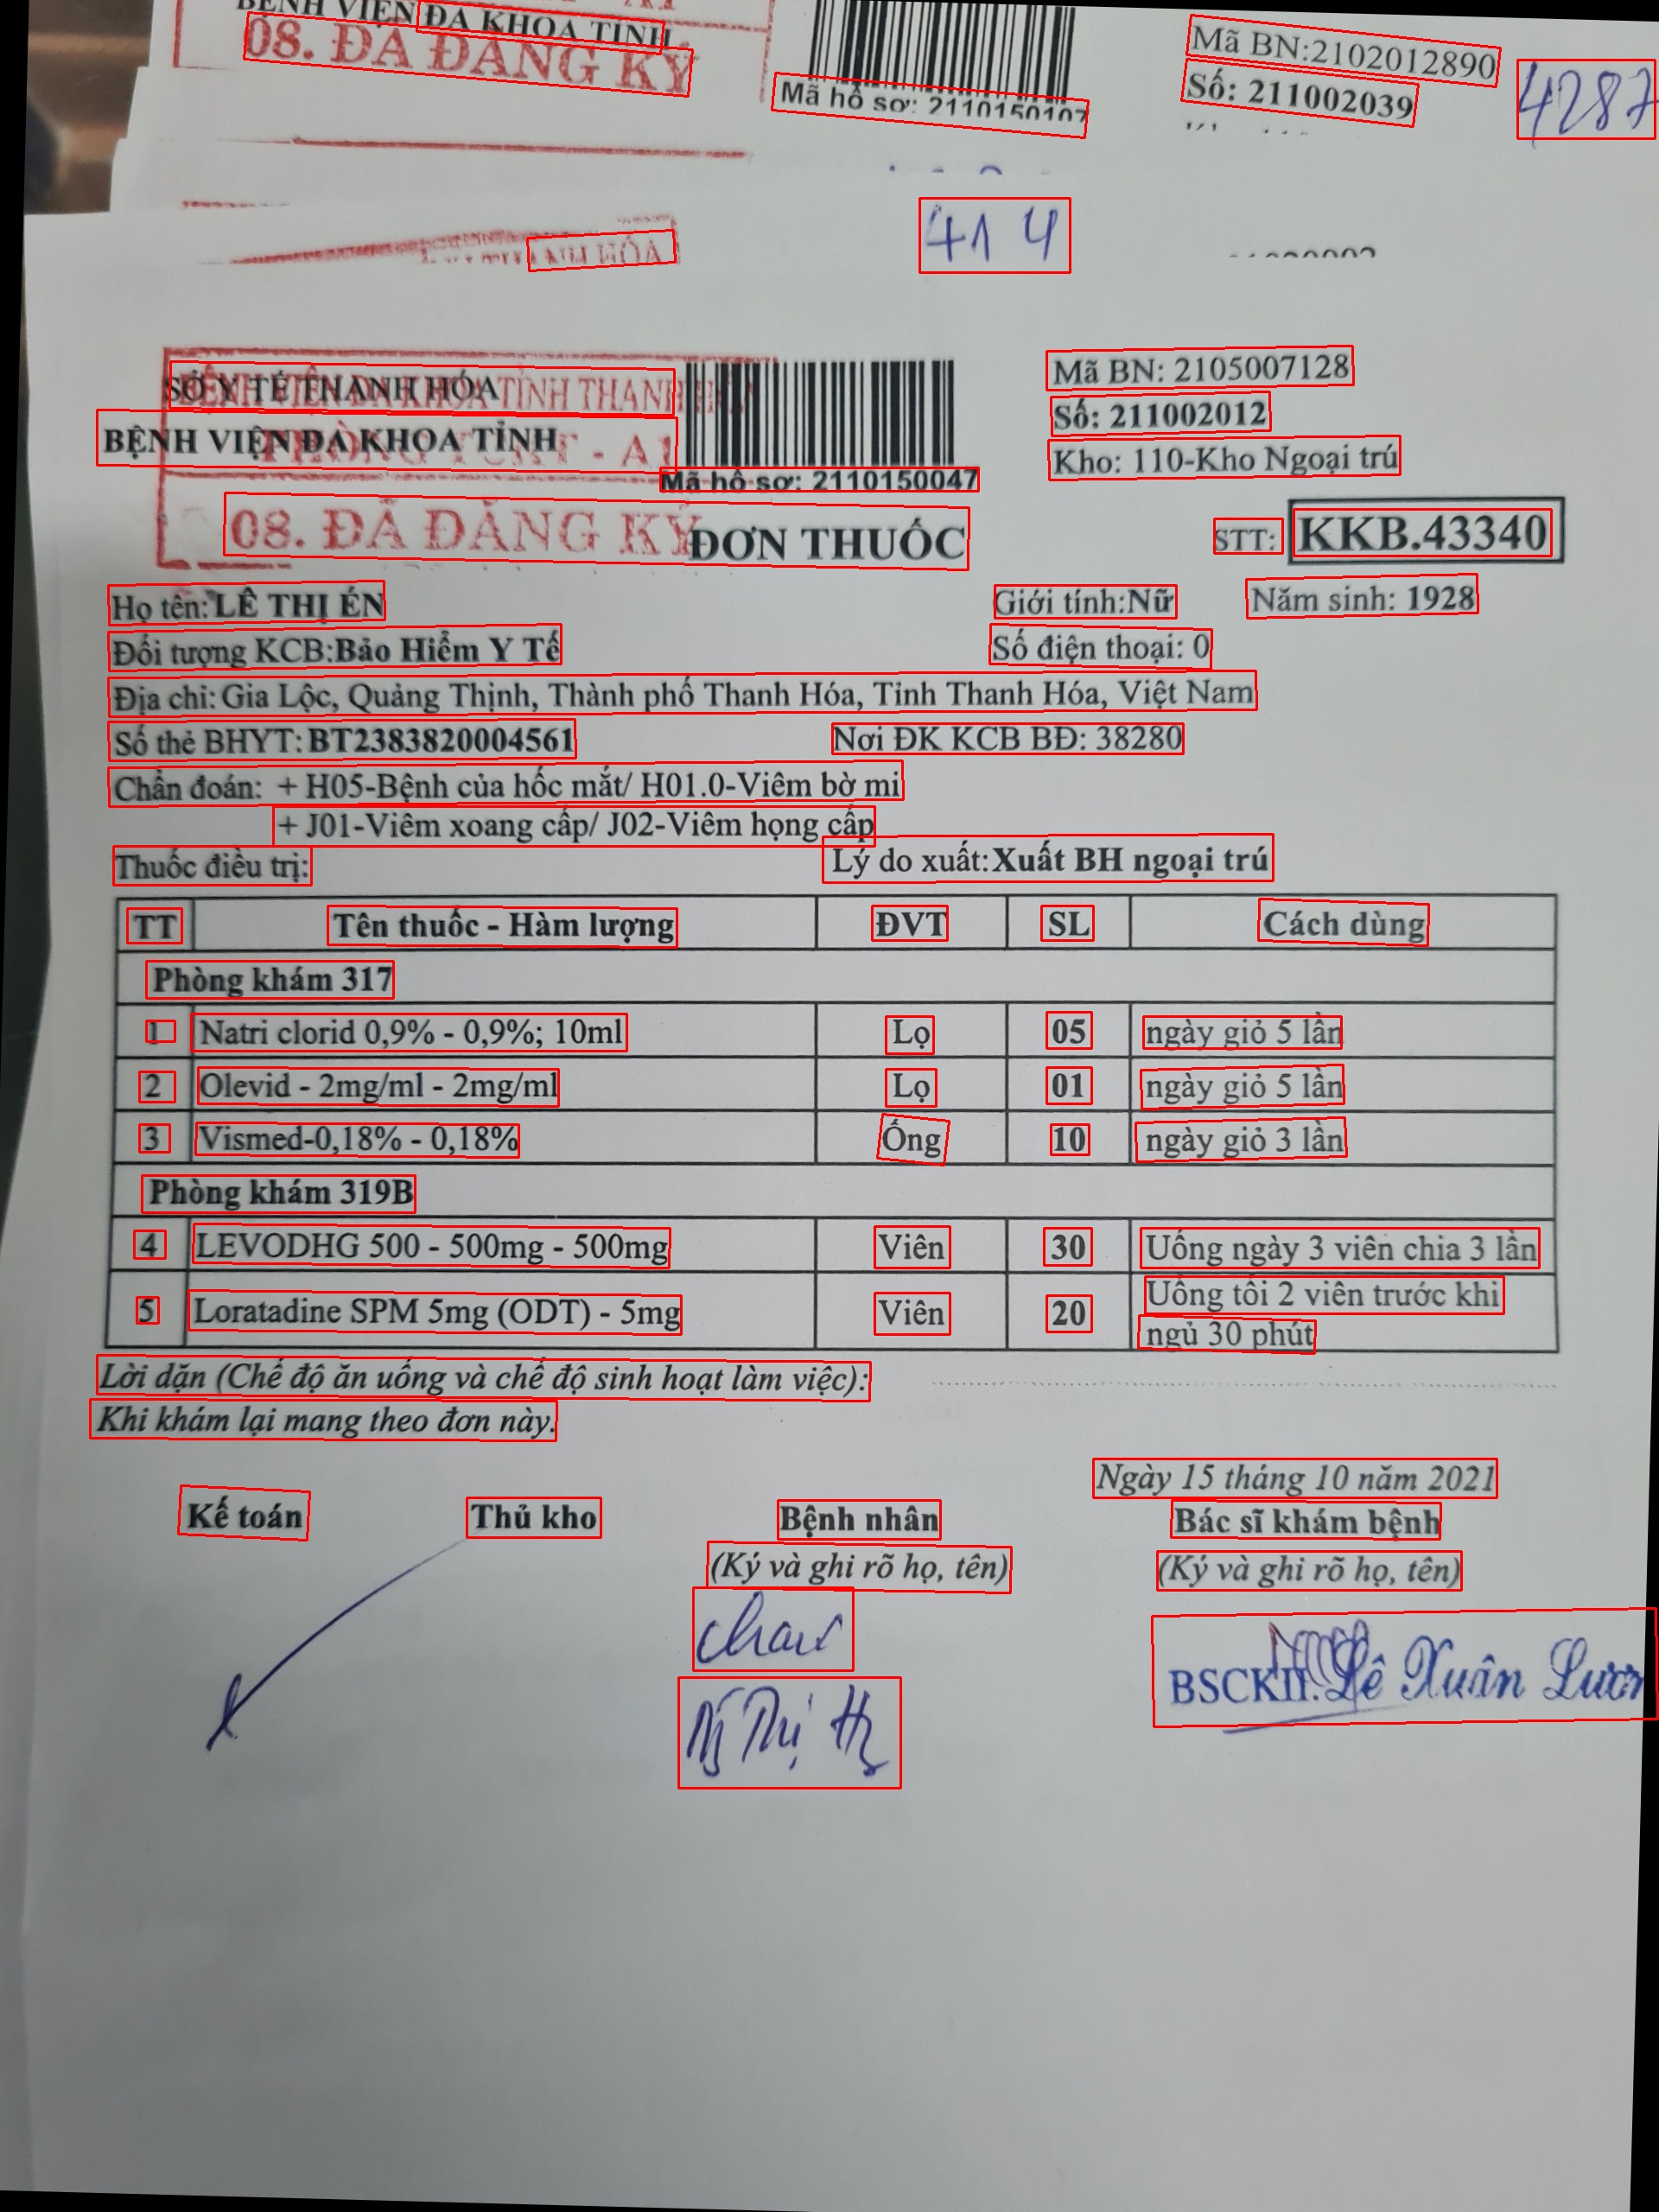 BỆNH VIỆN ĐA KHOA TỈNH
08. ĐÃ ĐĂNG KÝ
Mã hồ sơ: 2110150107
Mã BN:2102012890
Số: 211002039
4287
THANH HÓA
414
SỞ Y TẾ THANH HÓA
BỆNH VIỆN ĐA KHOA TỈNH THANH
BỆNH VIỆN ĐA KHOA TỈNH
- A1
Mã hồ sơ: 2110150047
Mã BN: 2105007128
Số: 211002012
Kho: 110-Kho Ngoại trú
08. ĐÃ ĐĂNG KÝ
ĐƠN THUỐC
STT: KKB.43340
Họ tên: LÊ THỊ ÉN Giới tính:Nữ Năm sinh: 1928
Đối tượng KCB:Bảo Hiểm Y Tế Số điện thoại: 0
Địa chỉ: Gia Lộc, Quảng Thịnh, Thành phố Thanh Hóa, Tỉnh Thanh Hóa, Việt Nam
Số thẻ BHYT: BT2383820004561 Nơi ĐK KCB BĐ: 38280
Chẩn đoán: + H05-Bệnh của hốc mắt/ H01.0-Viêm bờ mi
+ J01-Viêm xoang cấp/ J02-Viêm họng cấp
Thuốc điều trị: Lý do xuất:Xuất BH ngoại trú
TT Tên thuốc - Hàm lượng ĐVT SL Cách dùng
Phòng khám 317
1 Natri clorid 0,9% - 0,9%; 10ml Lọ 05 ngày giỏ 5 lần
2 Olevid - 2mg/ml - 2mg/ml Lọ 01 ngày giỏ 5 lần
3 Vismed-0,18% - 0,18% Ống 10 ngày giỏ 3 lần
Phòng khám 319B
4 LEVODHG 500 - 500mg - 500mg Viên 30 Uống ngày 3 viên chia 3 lần
5 Loratadine SPM 5mg (ODT) - 5mg Viên 20 Uống tối 2 viên trước khi
ngủ 30 phút
Lời dặn (Chế độ ăn uống và chế độ sinh hoạt làm việc):
Khi khám lại mang theo đơn này.
Ngày 15 tháng 10 năm 2021
Kế toán Thủ kho Bệnh nhân Bác sĩ khám bệnh
(Ký và ghi rõ họ, tên) (Ký và ghi rõ họ, tên)
BSCKII. Lê Xuân